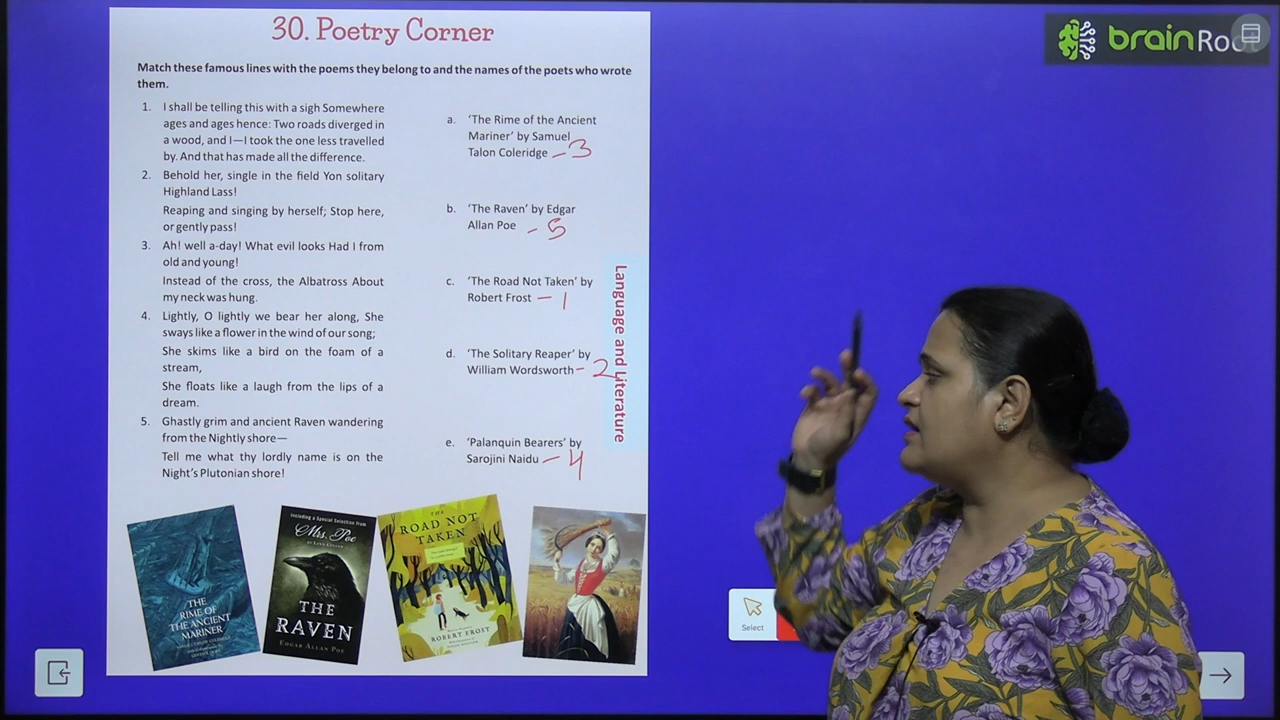 30. Poetry Corner
brainRoot
Match these famous lines with the poems they belong to and the names of the poets who wrote
them.
1. I shall be telling this with a sigh Somewhere
ages and ages hence: Two roads diverged in
a wood, and I—I took the one less travelled
by. And that has made all the difference.
2. Behold her, single in the field Yon solitary
Highland Lass!
Reaping and singing by herself; Stop here,
or gently pass!
3. Ah! well a-day! What evil looks Had I from
old and young!
Instead of the cross, the Albatross About
my neck was hung.
4. Lightly, O lightly we bear her along, She
sways like a flower in the wind of our song;
She skims like a bird on the foam of a
stream,
She floats like a laugh from the lips of a
dream.
5. Ghastly grim and ancient Raven wandering
from the Nightly shore—
Tell me what thy lordly name is on the
Night's Plutonian shore!
a. 'The Rime of the Ancient
Mariner' by Samuel
Talon Coleridge – 3
b. 'The Raven' by Edgar
Allan Poe – 5
c. 'The Road Not Taken' by
Robert Frost – 1
d. 'The Solitary Reaper' by
William Wordsworth – 2
e. 'Palanquin Bearers' by
Sarojini Naidu – 4
Language and Literature
THE
RIME OF
THE ANCIENT
MARINER
Including a Special Selection from
Mrs. Poe
THE
RAVEN
EDGAR ALLAN POE
THE
ROAD NOT
TAKEN
ROBERT FROST
Select